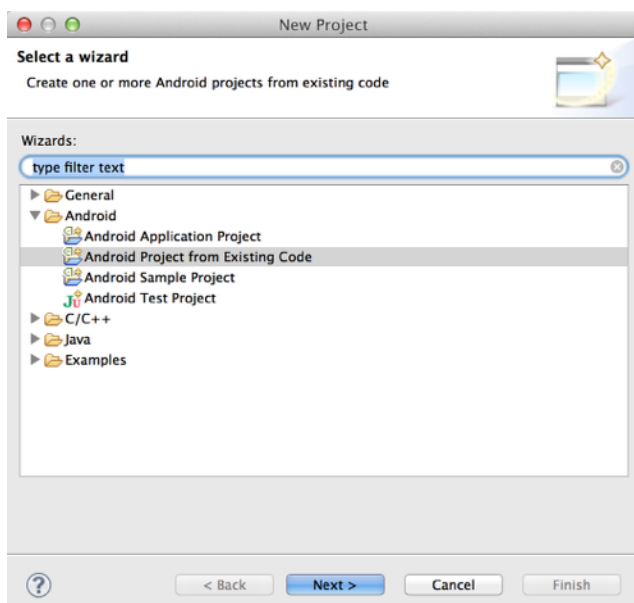 New Project
Select a wizard
Create one or more Android projects from existing code
Wizards:
type filter text
General
Android
Android Application Project
Android Project from Existing Code
Android Sample Project
Ju Android Test Project
C/C++
Java
Examples
? < Back Next > Cancel Finish